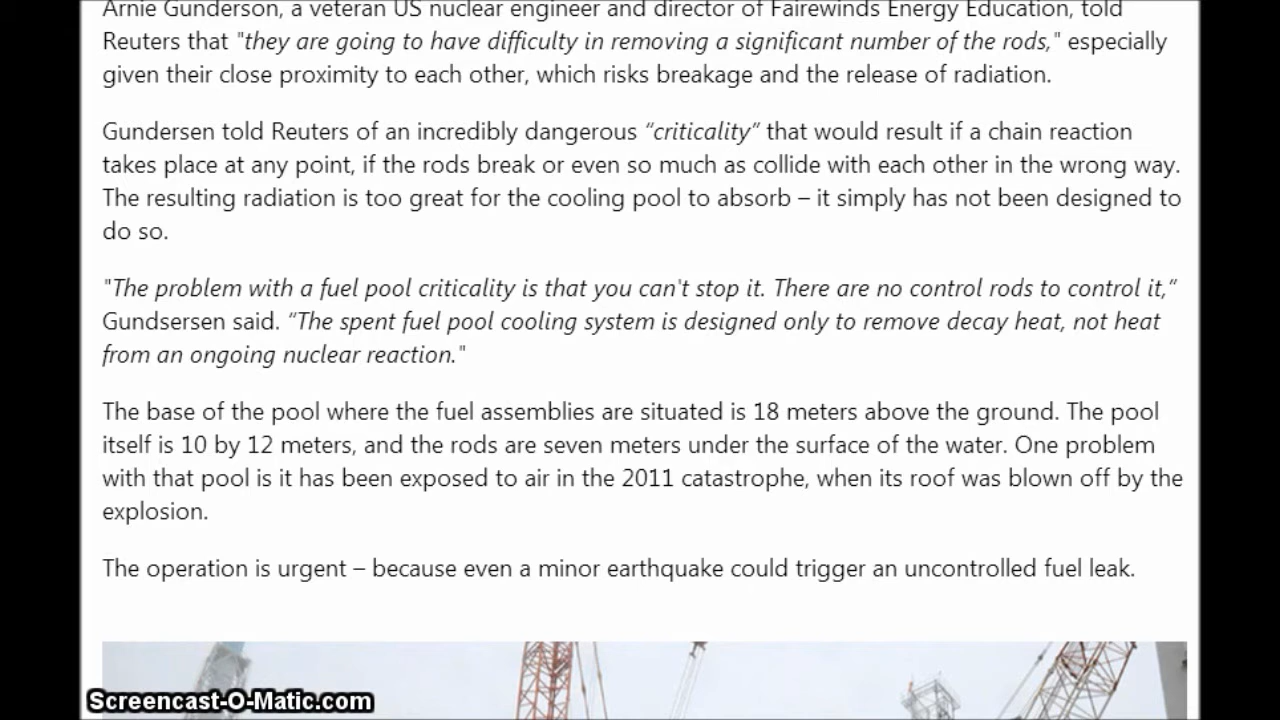 Arnie Gunderson, a veteran US nuclear engineer and director of Fairewinds Energy Education, told
Reuters that "they are going to have difficulty in removing a significant number of the rods," especially
given their close proximity to each other, which risks breakage and the release of radiation.
Gundersen told Reuters of an incredibly dangerous “criticality” that would result if a chain reaction
takes place at any point, if the rods break or even so much as collide with each other in the wrong way.
The resulting radiation is too great for the cooling pool to absorb – it simply has not been designed to
do so.
"The problem with a fuel pool criticality is that you can't stop it. There are no control rods to control it,”
Gundsersen said. “The spent fuel pool cooling system is designed only to remove decay heat, not heat
from an ongoing nuclear reaction."
The base of the pool where the fuel assemblies are situated is 18 meters above the ground. The pool
itself is 10 by 12 meters, and the rods are seven meters under the surface of the water. One problem
with that pool is it has been exposed to air in the 2011 catastrophe, when its roof was blown off by the
explosion.
The operation is urgent – because even a minor earthquake could trigger an uncontrolled fuel leak.
Screencast-O-Matic.com